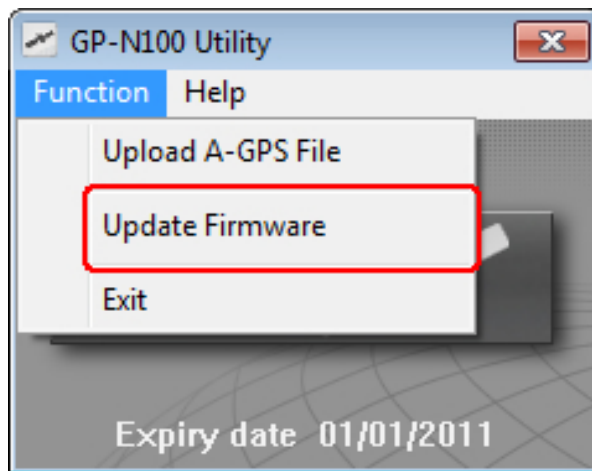 GP-N100 Utility
Function Help
Upload A-GPS File
Update Firmware
Exit
Expiry date 01/01/2011